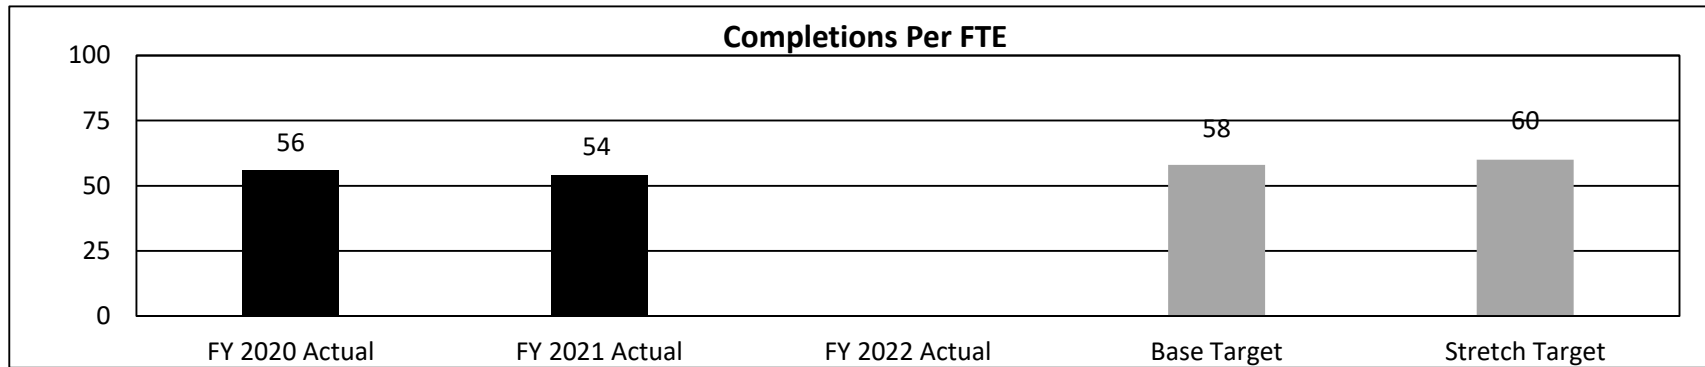 Completions Per FTE
100
75
50
25
0
56
54
58
60
FY 2020 Actual
FY 2021 Actual
FY 2022 Actual
Base Target
Stretch Target